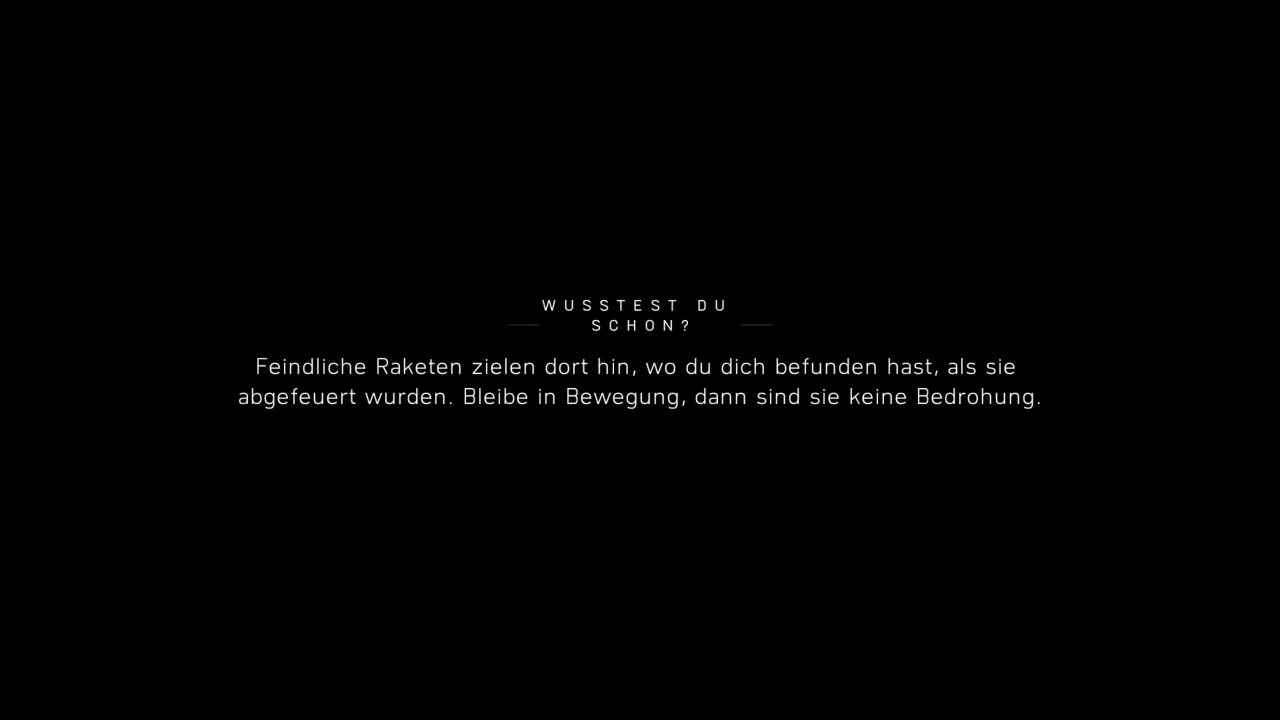 WUSSTEST DU
SCHON?
Feindliche Raketen zielen dort hin, wo du dich befunden hast, als sie
abgefeuert wurden. Bleibe in Bewegung, dann sind sie keine Bedrohung.